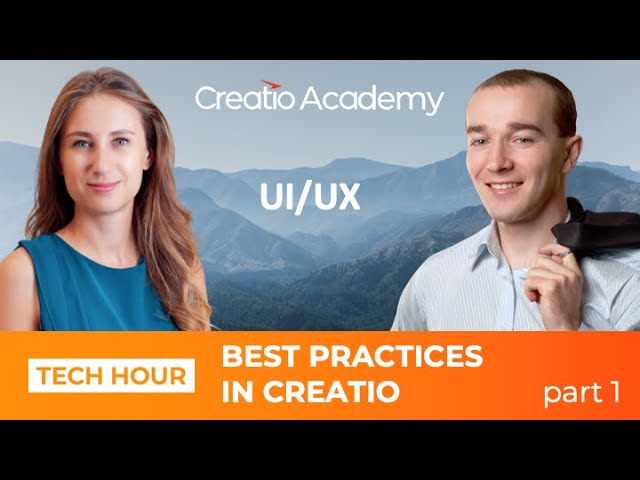 Creatio Academy
UI/UX
TECH HOUR
BEST PRACTICES
IN CREATIO
part 1